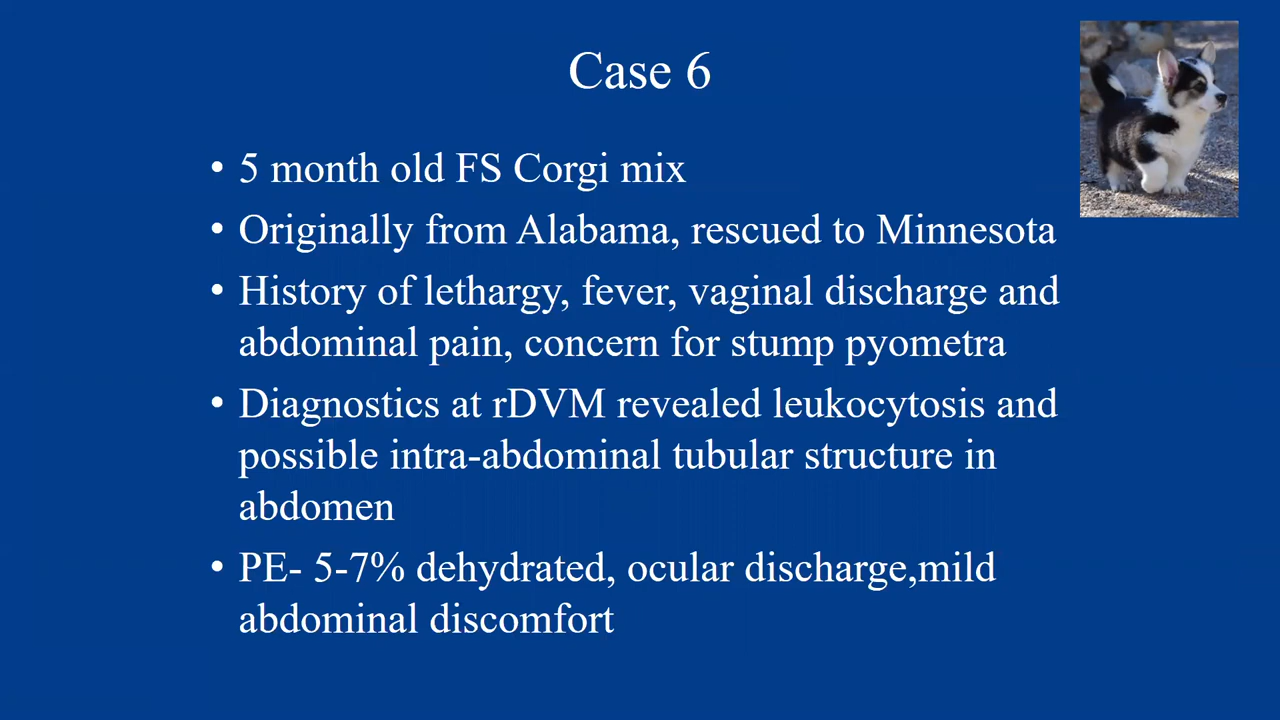 Case 6
• 5 month old FS Corgi mix
• Originally from Alabama, rescued to Minnesota
• History of lethargy, fever, vaginal discharge and
abdominal pain, concern for stump pyometra
• Diagnostics at rDVM revealed leukocytosis and
possible intra-abdominal tubular structure in
abdomen
• PE- 5-7% dehydrated, ocular discharge,mild
abdominal discomfort